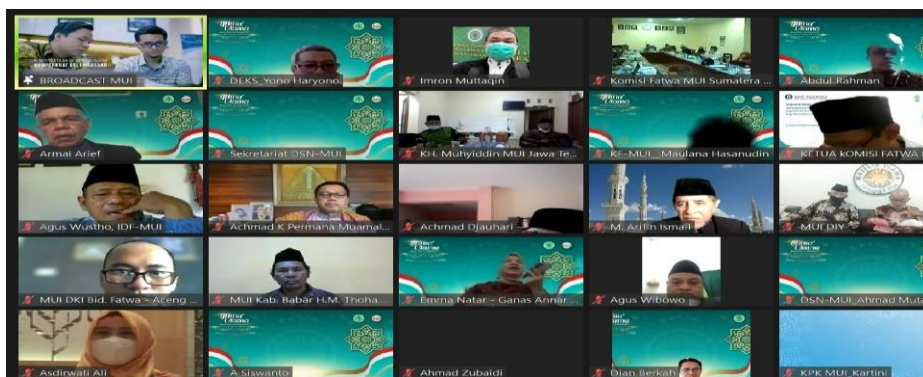 BROADCAST MUI
DEKS_Yono Haryono
Imron Muttaqin
Komisi Fatwa MUI Sumatera ...
Abdul Rahman
Armai Arief
Sekretariat DSN-MUI
KH. Muhyiddin MUI Jawa Te...
KF-MUI_ Maulana Hasanudin
KETUA kOMISI FATWA
Agus Wustho, IDF-MUI
Achmad K Permana Muamal...
Achmad Djauhari
M. Arifin Ismail
MUI DIY
MUI DKI Bid. Fatwa - Aceng ...
MUI Kab. Babar H.M. Thoha,...
Emma Natar - Ganas Annar ...
Agus Wibowo
DSN-MUI_Ahmad Muta
Asdirwati Ali
A Siswanto
Ahmad Zubaidi
Dian Berkah
KPK MUI_Kartini